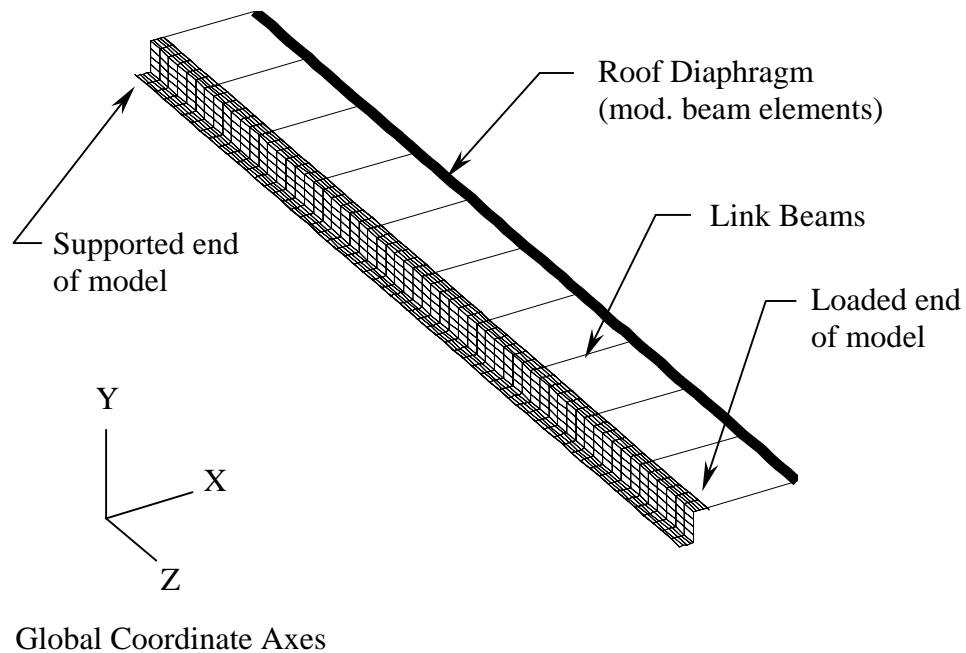 Roof Diaphragm
(mod. beam elements)
Link Beams
Supported end
of model
Loaded end
of model
Y
X
Z
Global Coordinate Axes